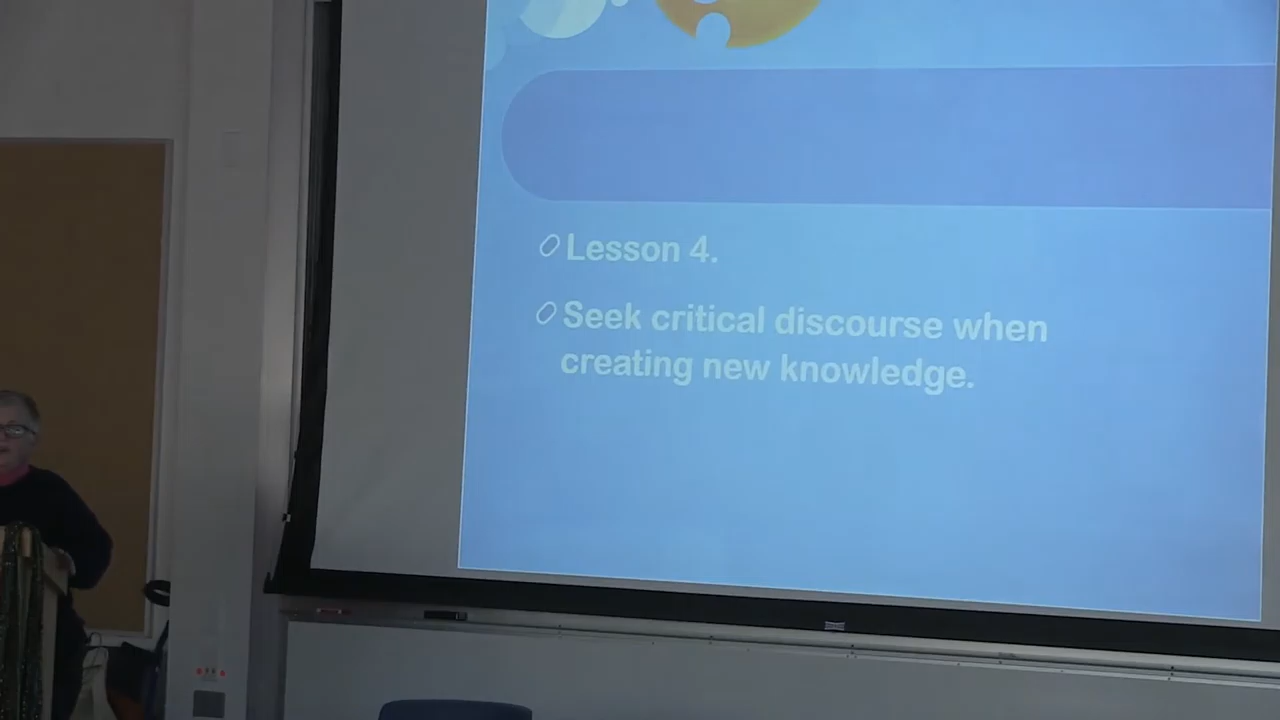 Lesson 4.
Seek critical discourse when
creating new knowledge.